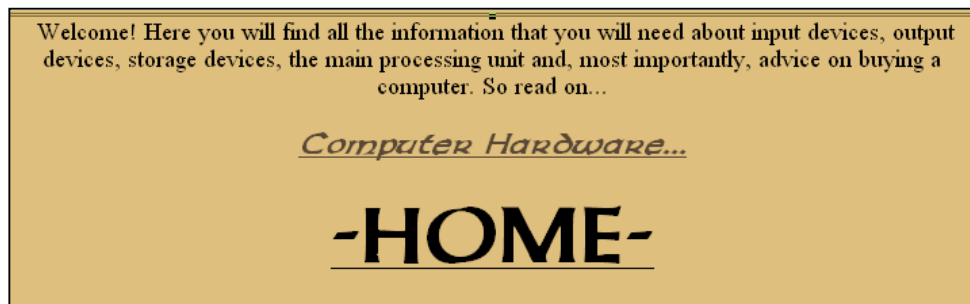 Welcome! Here you will find all the information that you will need about input devices, output
devices, storage devices, the main processing unit and, most importantly, advice on buying a
computer. So read on...
Computer Hardware...
-HOME-